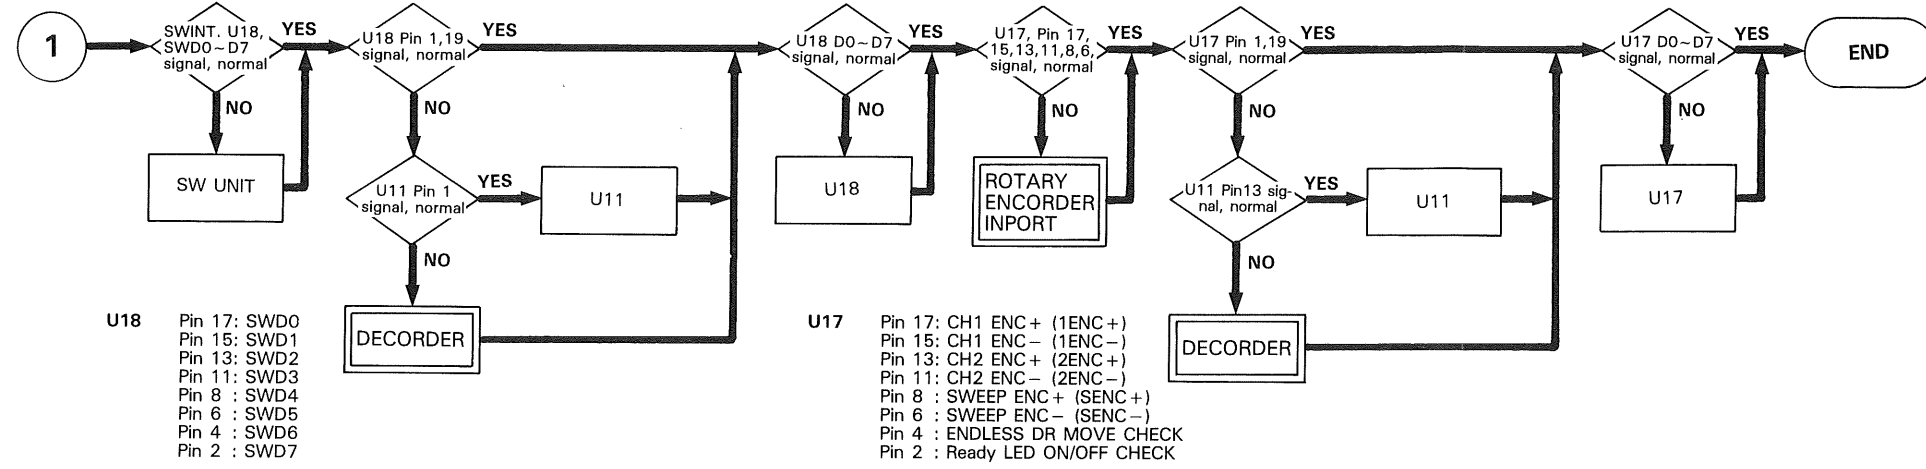 1
SWINT. U18,
SWD0~D7
signal, normal
YES
NO
SW UNIT
U18 Pin 1,19
signal, normal
YES
NO
U11 Pin 1
signal, normal
YES
U11
NO
DECORDER
U18 D0~D7
signal, normal
YES
NO
U18
U17, Pin 17,
15,13,11,8,6,
signal, normal
YES
NO
ROTARY
ENCORDER
INPORT
U17 Pin 1,19
signal, normal
YES
NO
U11 Pin13 sig-
nal, normal
YES
U11
NO
DECORDER
U17 D0~D7
signal, normal
YES
NO
U17
END
U18 Pin 17: SWD0
Pin 15: SWD1
Pin 13: SWD2
Pin 11: SWD3
Pin 8 : SWD4
Pin 6 : SWD5
Pin 4 : SWD6
Pin 2 : SWD7
U17 Pin 17: CH1 ENC+ (1ENC+)
Pin 15: CH1 ENC− (1ENC−)
Pin 13: CH2 ENC+ (2ENC+)
Pin 11: CH2 ENC− (2ENC−)
Pin 8 : SWEEP ENC+ (SENC+)
Pin 6 : SWEEP ENC− (SENC−)
Pin 4 : ENDLESS DR MOVE CHECK
Pin 2 : Ready LED ON/OFF CHECK